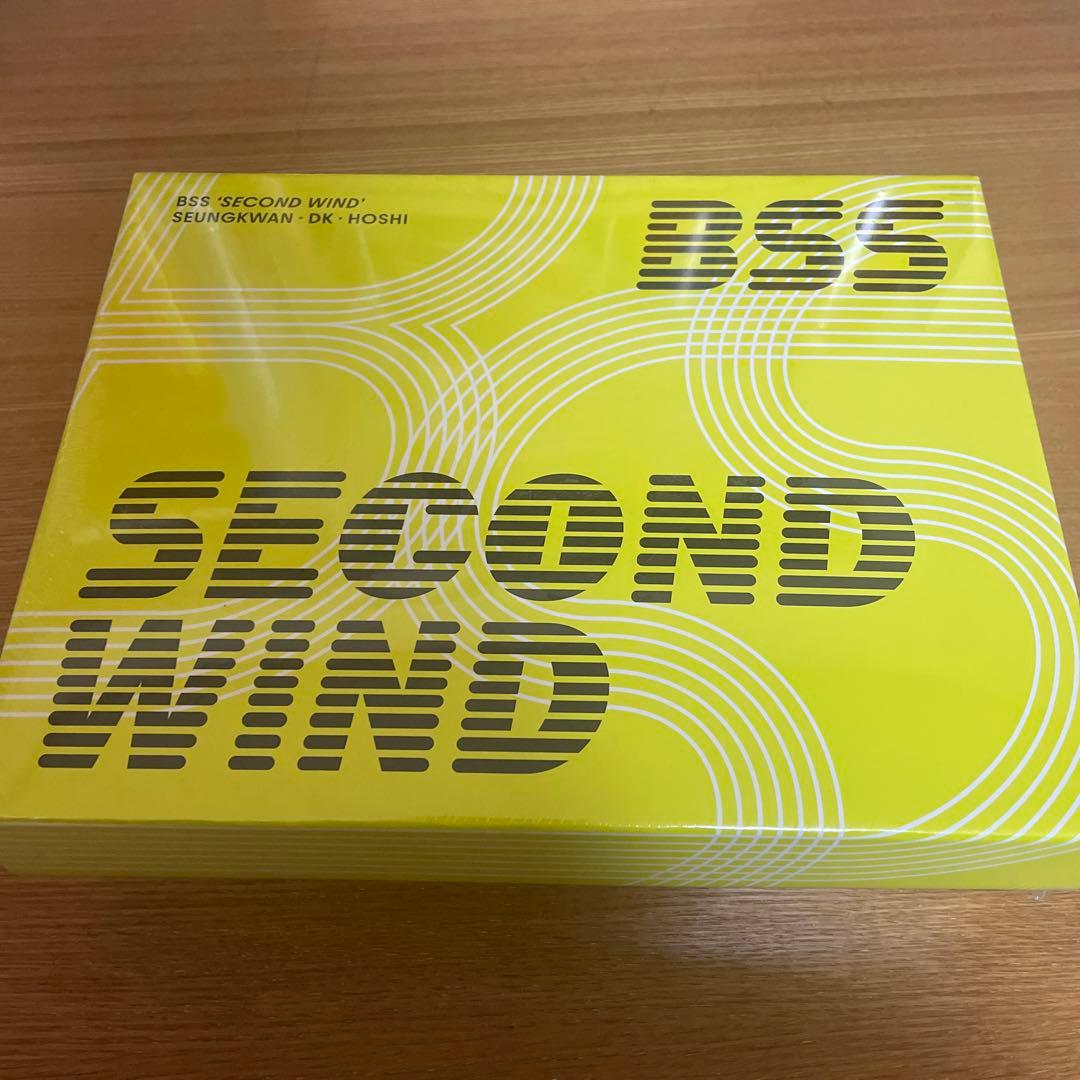 BSS ‘SECOND WIND’
SEUNGKWAN · DK · HOSHI
BSS
SECOND
WIND